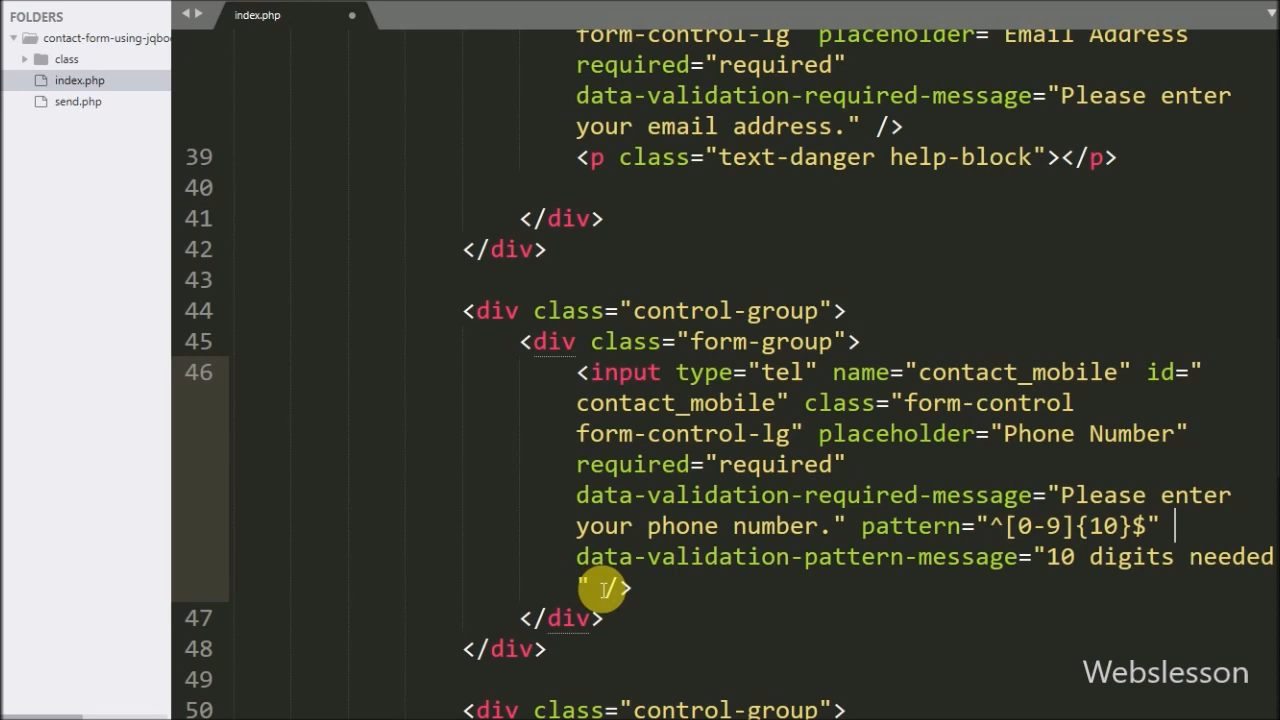 FOLDERS
contact-form-using-jqboo
class
index.php
send.php
index.php
form-control-lg" placeholder="Email Address
required="required"
data-validation-required-message="Please enter
your email address." />
39 <p class="text-danger help-block"></p>
40
41 </div>
42 </div>
43
44 <div class="control-group">
45 <div class="form-group">
46 <input type="tel" name="contact_mobile" id="
contact_mobile" class="form-control
form-control-lg" placeholder="Phone Number"
required="required"
data-validation-required-message="Please enter
your phone number." pattern="^[0-9]{10}$"
data-validation-pattern-message="10 digits needed
" />
47 </div>
48 </div>
49
50 <div class="control-group">
Webslesson